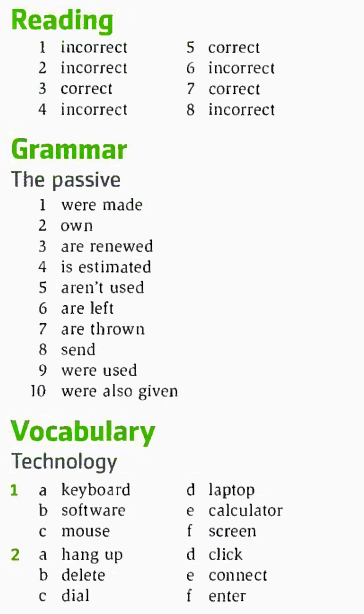 Reading
1 incorrect
2 incorrect
3 correct
4 incorrect
5 correct
6 incorrect
7 correct
8 incorrect
Grammar
The passive
1 were made
2 own
3 are renewed
4 is estimated
5 aren't used
6 are left
7 are thrown
8 send
9 were used
10 were also given
Vocabulary
Technology
1 a keyboard
b software
c mouse
d laptop
e calculator
f screen
2 a hang up
b delete
c dial
d click
e connect
f enter